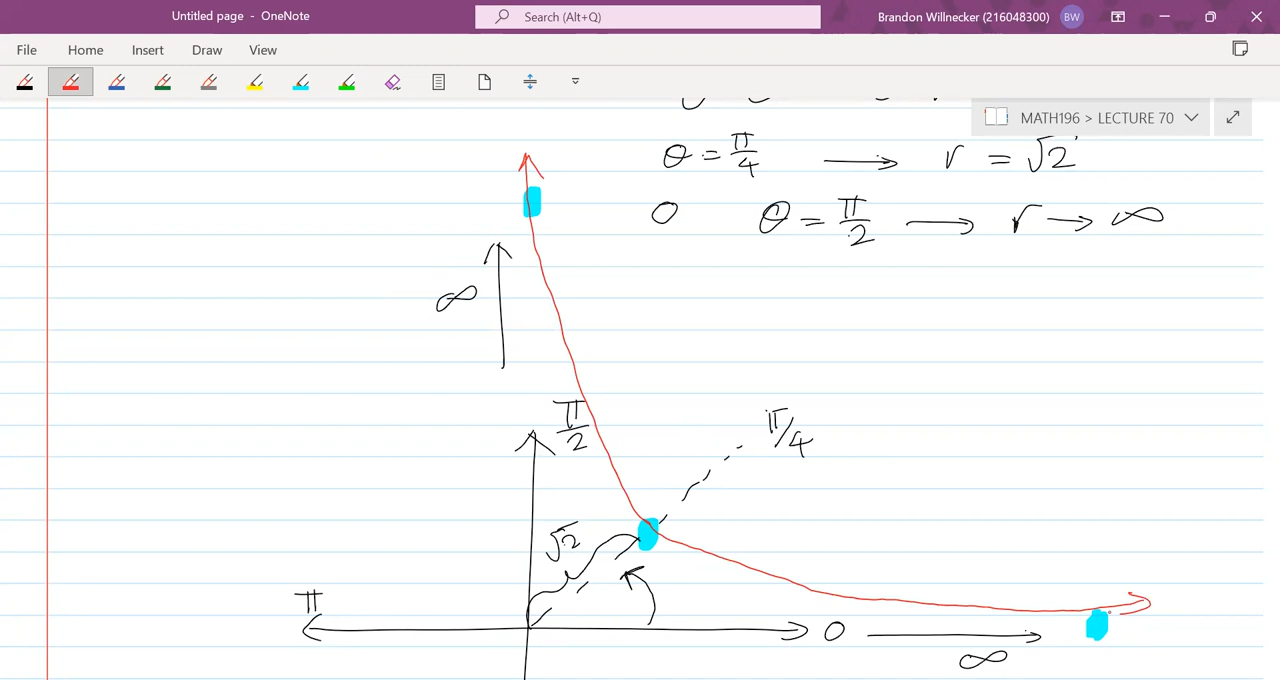 Untitled page - OneNote
Search (Alt+Q)
Brandon Willnecker (216048300)
BW
File Home Insert Draw View
MATH196 > LECTURE 70
θ = π/4 → r = √2
0 θ = π/2 → r → ∞
∞
π/2
π/4
√2
π
0
∞